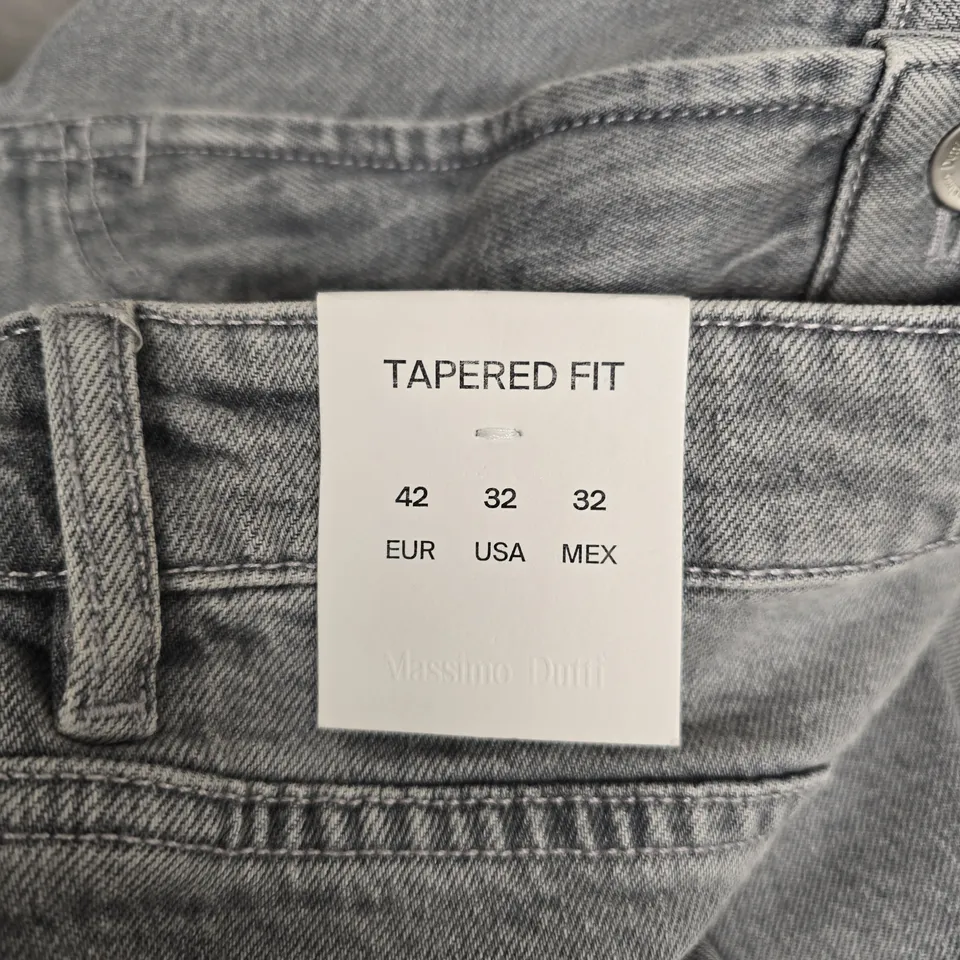 TAPERED FIT
42 32 32
EUR USA MEX
Massimo Dutti